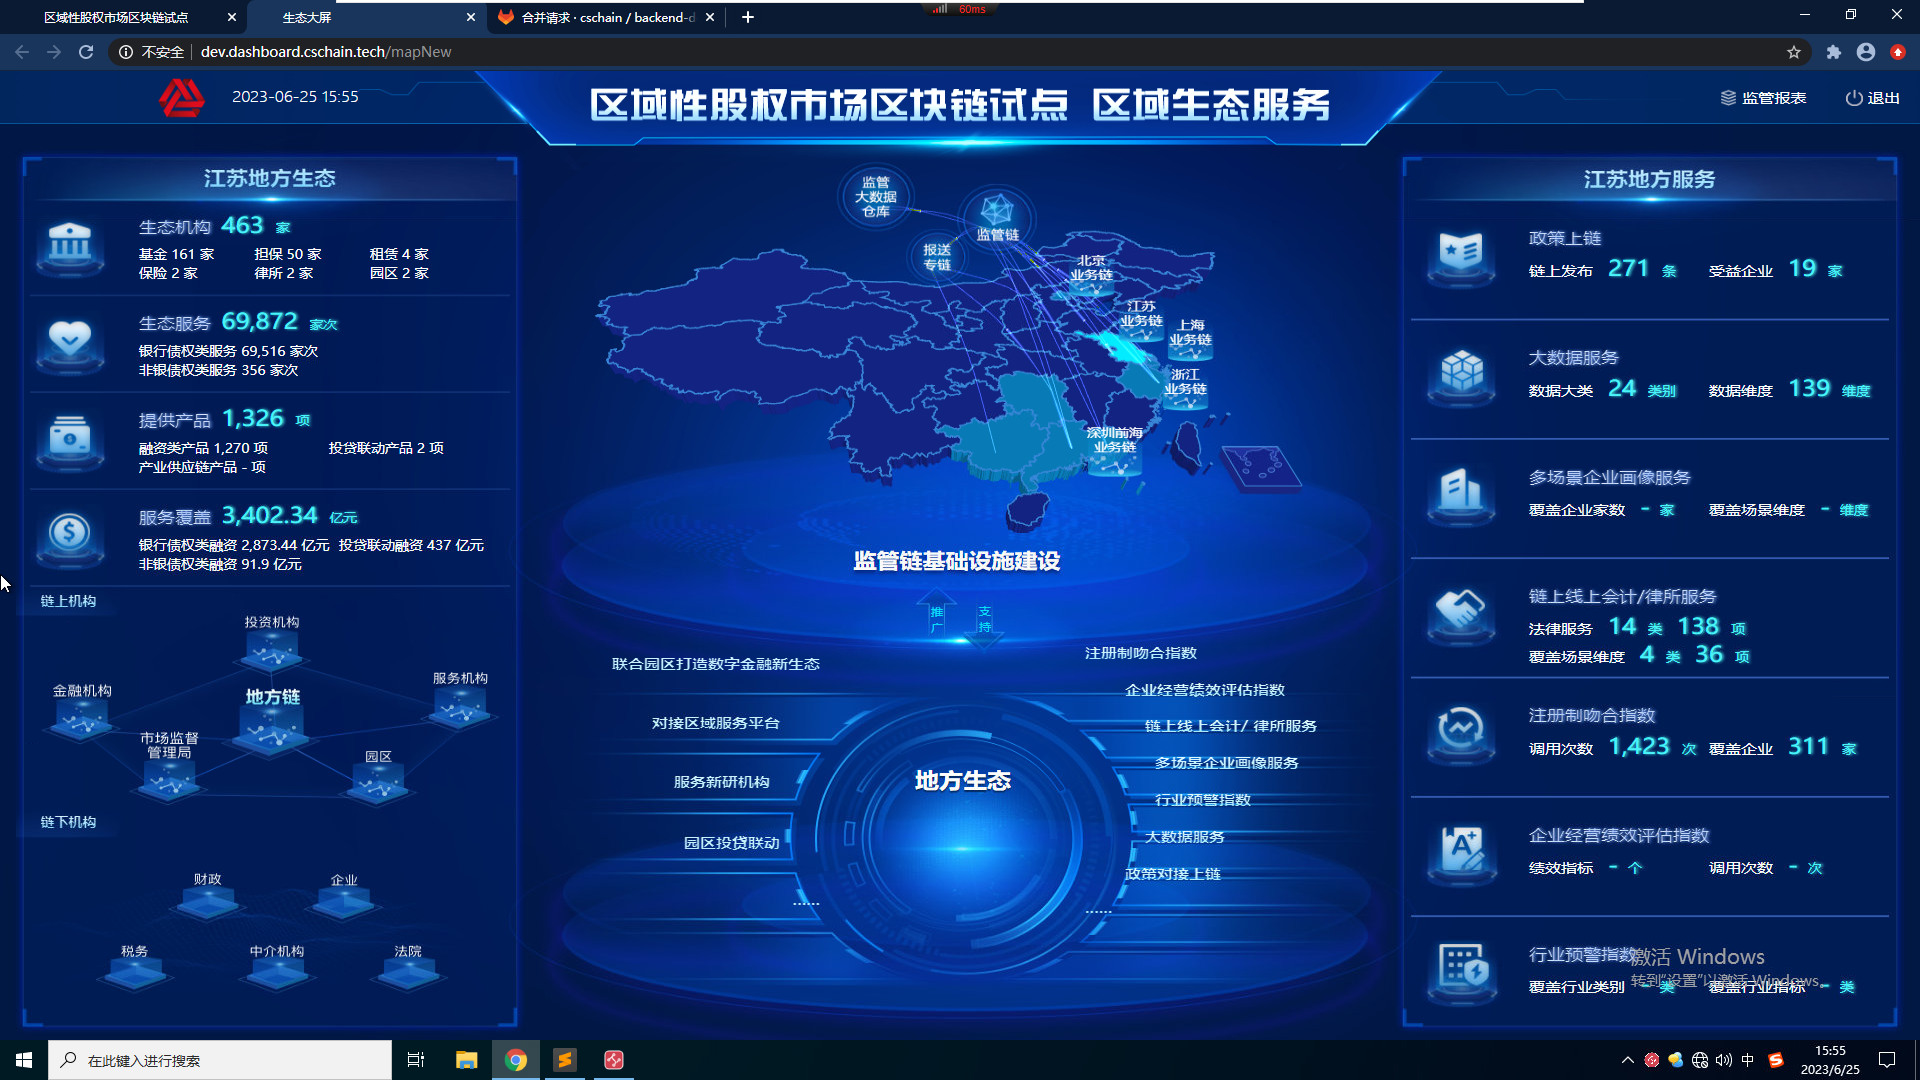 区域性股权市场区块链试点
生态大屏
合并请求 · cschain / backend-d
60ms
不安全
dev.dashboard.cschain.tech/mapNew
2023-06-25 15:55
区域性股权市场区块链试点 区域生态服务
监管报表
退出
江苏地方生态
生态机构 463 家
基金 161 家 担保 50 家 租赁 4 家
保险 2 家 律所 2 家 园区 2 家
生态服务 69,872 家次
银行债权类服务 69,516 家次
非银债权类服务 356 家次
提供产品 1,326 项
融资类产品 1,270 项 投贷联动产品 2 项
产业供应链产品 - 项
服务覆盖 3,402.34 亿元
银行债权类融资 2,873.44 亿元 投贷联动融资 437 亿元
非银债权类融资 91.9 亿元
链上机构
投资机构
金融机构
服务机构
地方链
市场监督
管理局
园区
链下机构
财政
企业
税务
中介机构
法院
监管
大数据
仓库
监管链
报送
专链
北京
业务链
江苏
业务链
上海
业务链
浙江
业务链
深圳前海
业务链
监管链基础设施建设
推广
支持
联合园区打造数字金融新生态
对接区域服务平台
服务新研机构
园区投贷联动
......
地方生态
注册制吻合指数
企业经营绩效评估指数
链上线上会计/ 律所服务
多场景企业画像服务
行业预警指数
大数据服务
政策对接上链
......
江苏地方服务
政策上链
链上发布 271 条 受益企业 19 家
大数据服务
数据大类 24 类别 数据维度 139 维度
多场景企业画像服务
覆盖企业家数 - 家 覆盖场景维度 - 维度
链上线上会计/律所服务
法律服务 14 类 138 项
覆盖场景维度 4 类 36 项
注册制吻合指数
调用次数 1,423 次 覆盖企业 311 家
企业经营绩效评估指数
绩效指标 - 个 调用次数 - 次
行业预警指数
覆盖行业类别 - 类 覆盖行业指标 - 类
激活 Windows
转到"设置"以激活 Windows。
在此键入进行搜索
中
15:55
2023/6/25